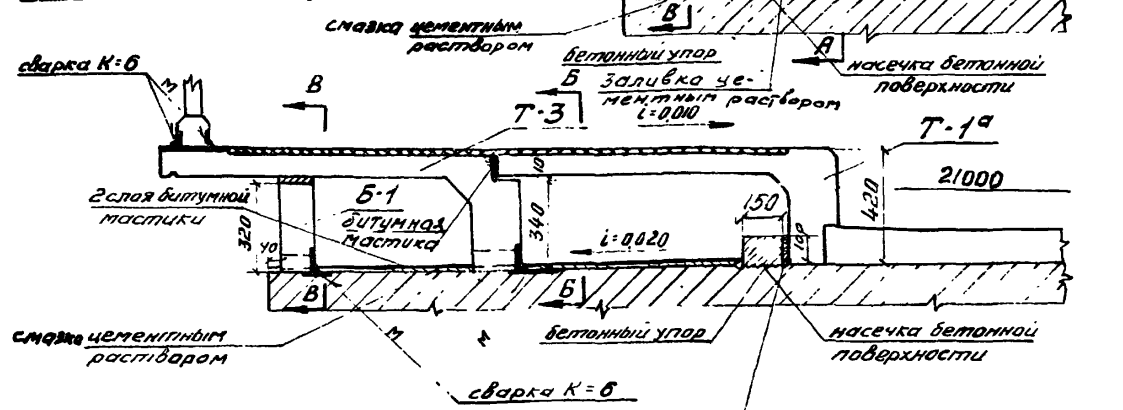 В
смазка цементным
раствором
А
бетонный упор
насечка бетонной
поверхности
сварка К=6
В
Б
Заливка це-
ментным раствором
Т-3
i=0,010
Т-1а
10
2 слоя битумной
мастики
Б-1
битумная
мастика
320
340
150
420
21000
40
i=0,020
100
В
Б
смазка цементным
раствором
бетонный упор
насечка бетонной
поверхности
сварка К=6